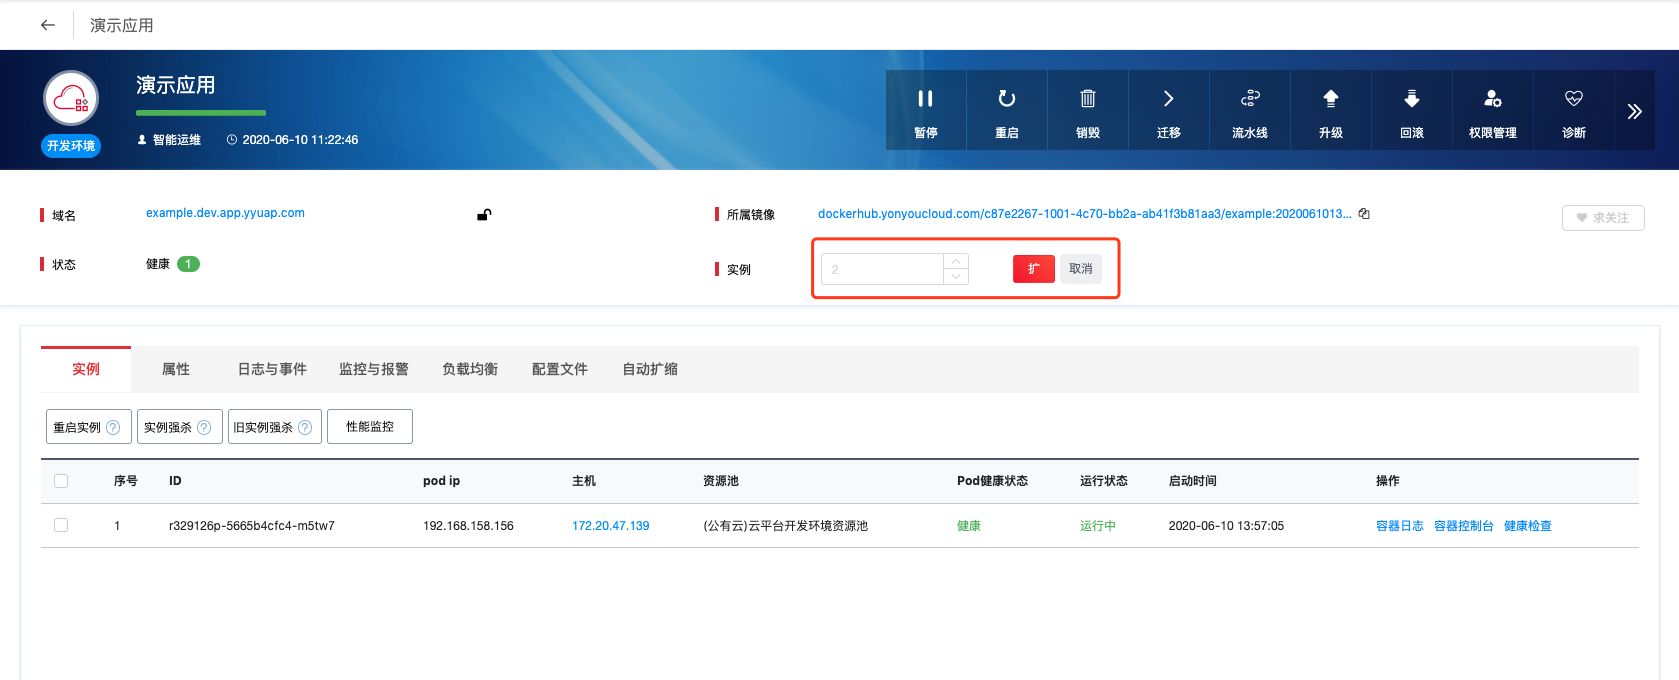 演示应用
演示应用
开发环境
智能运维 2020-06-10 11:22:46
暂停 重启 销毁 迁移 流水线 升级 回滚 权限管理 诊断
域名 example.dev.app.yyuap.com
所属镜像 dockerhub.yonyoucloud.com/c87e2267-1001-4c70-bb2a-ab41f3b81aa3/example:2020061013...
求关注
状态 健康 1
实例 2 扩 取消
实例 属性 日志与事件 监控与报警 负载均衡 配置文件 自动扩缩
重启实例 ? 实例强杀 ? 旧实例强杀 ? 性能监控
序号 ID pod ip 主机 资源池 Pod健康状态 运行状态 启动时间 操作
1 r329126p-5665b4cfc4-m5tw7 192.168.158.156 172.20.47.139 (公有云)云平台开发环境资源池 健康 运行中 2020-06-10 13:57:05 容器日志 容器控制台 健康检查